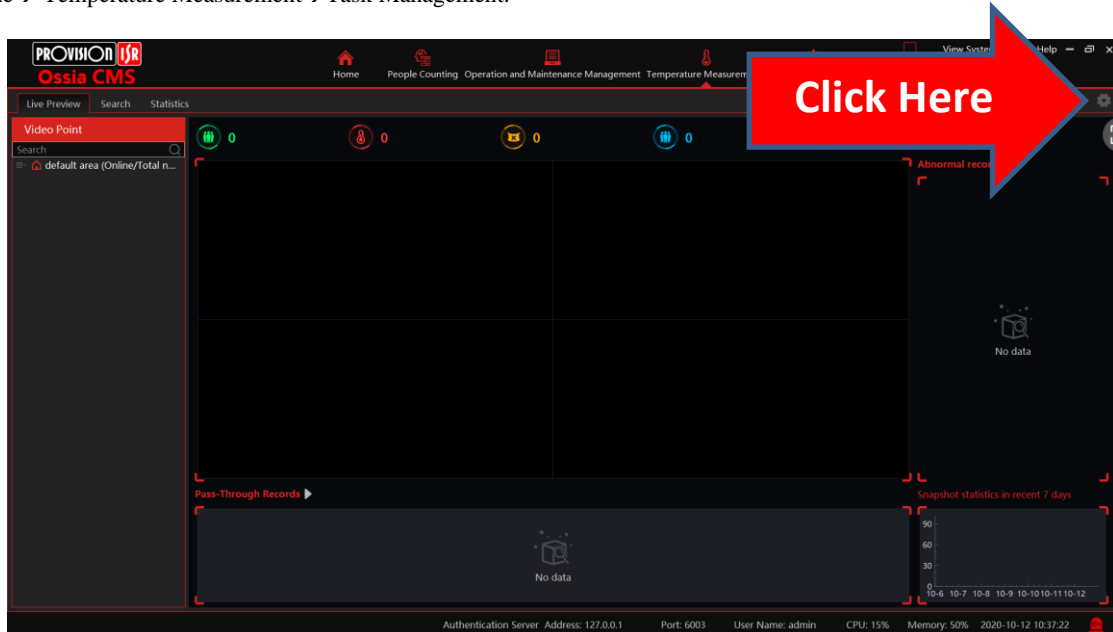 Temperature Measurement → Task Management.
PROVISION ISR
Ossia CMS
Home
People Counting
Operation and Maintenance Management
View
Help
Click Here
Live Preview
Search
Statistics
Video Point
Search
default area (Online/Total n...
0
0
0
0
Abnormal
No data
Pass-Through Records
No data
Snapshot statistics in recent 7 days
90
60
30
0
10-6 10-7 10-8 10-9 10-10 10-11 10-12
Authentication Server Address: 127.0.0.1 Port: 6003 User Name: admin CPU: 15% Memory: 50% 2020-10-12 10:37:22